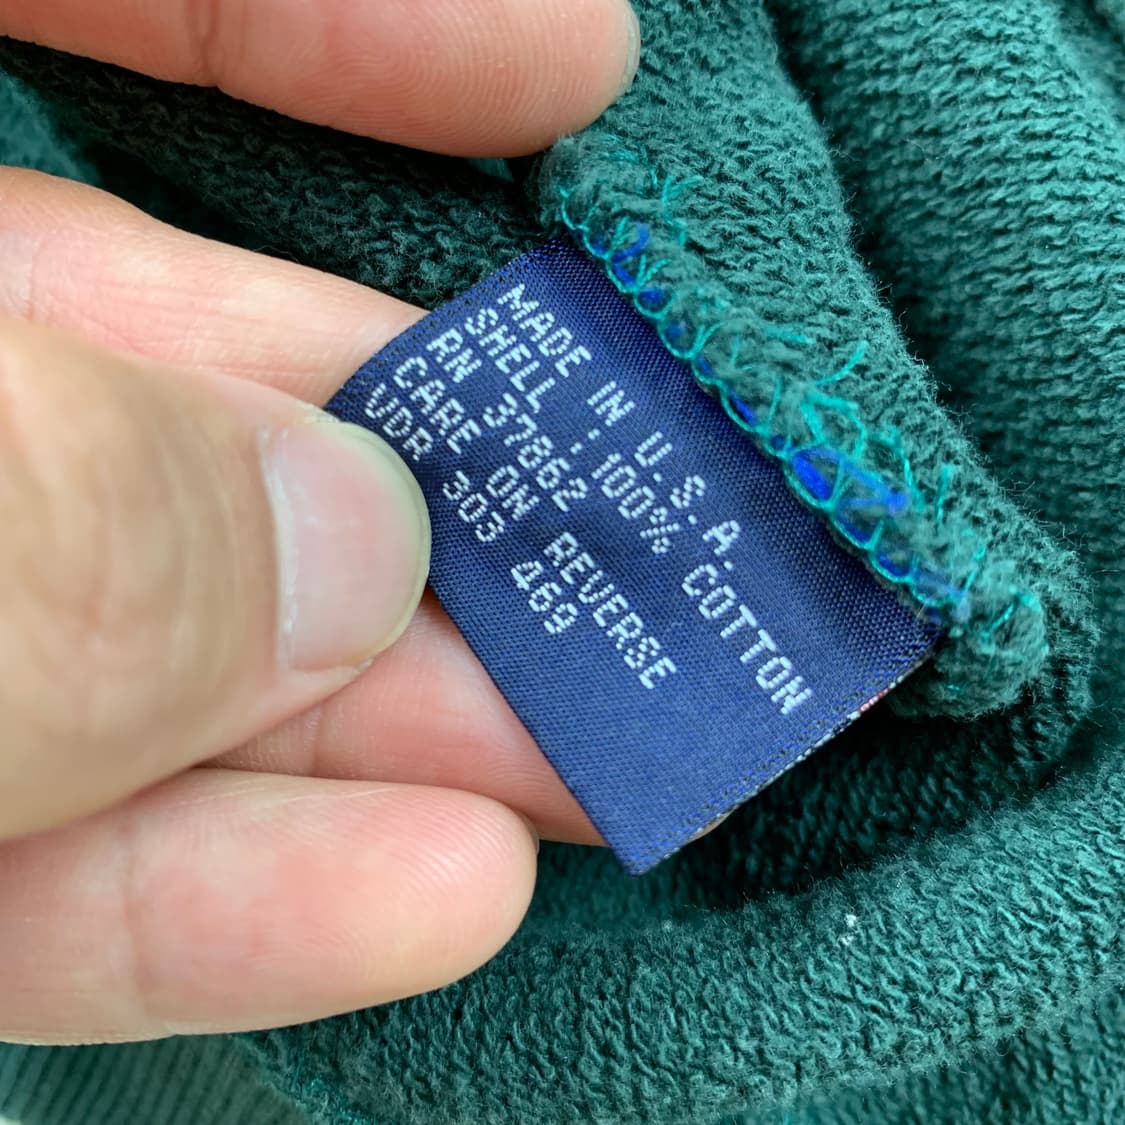 MADE IN U.S.A.
SHELL : 100% COTTON
RN 37862
CARE ON REVERSE
VDR 303 469